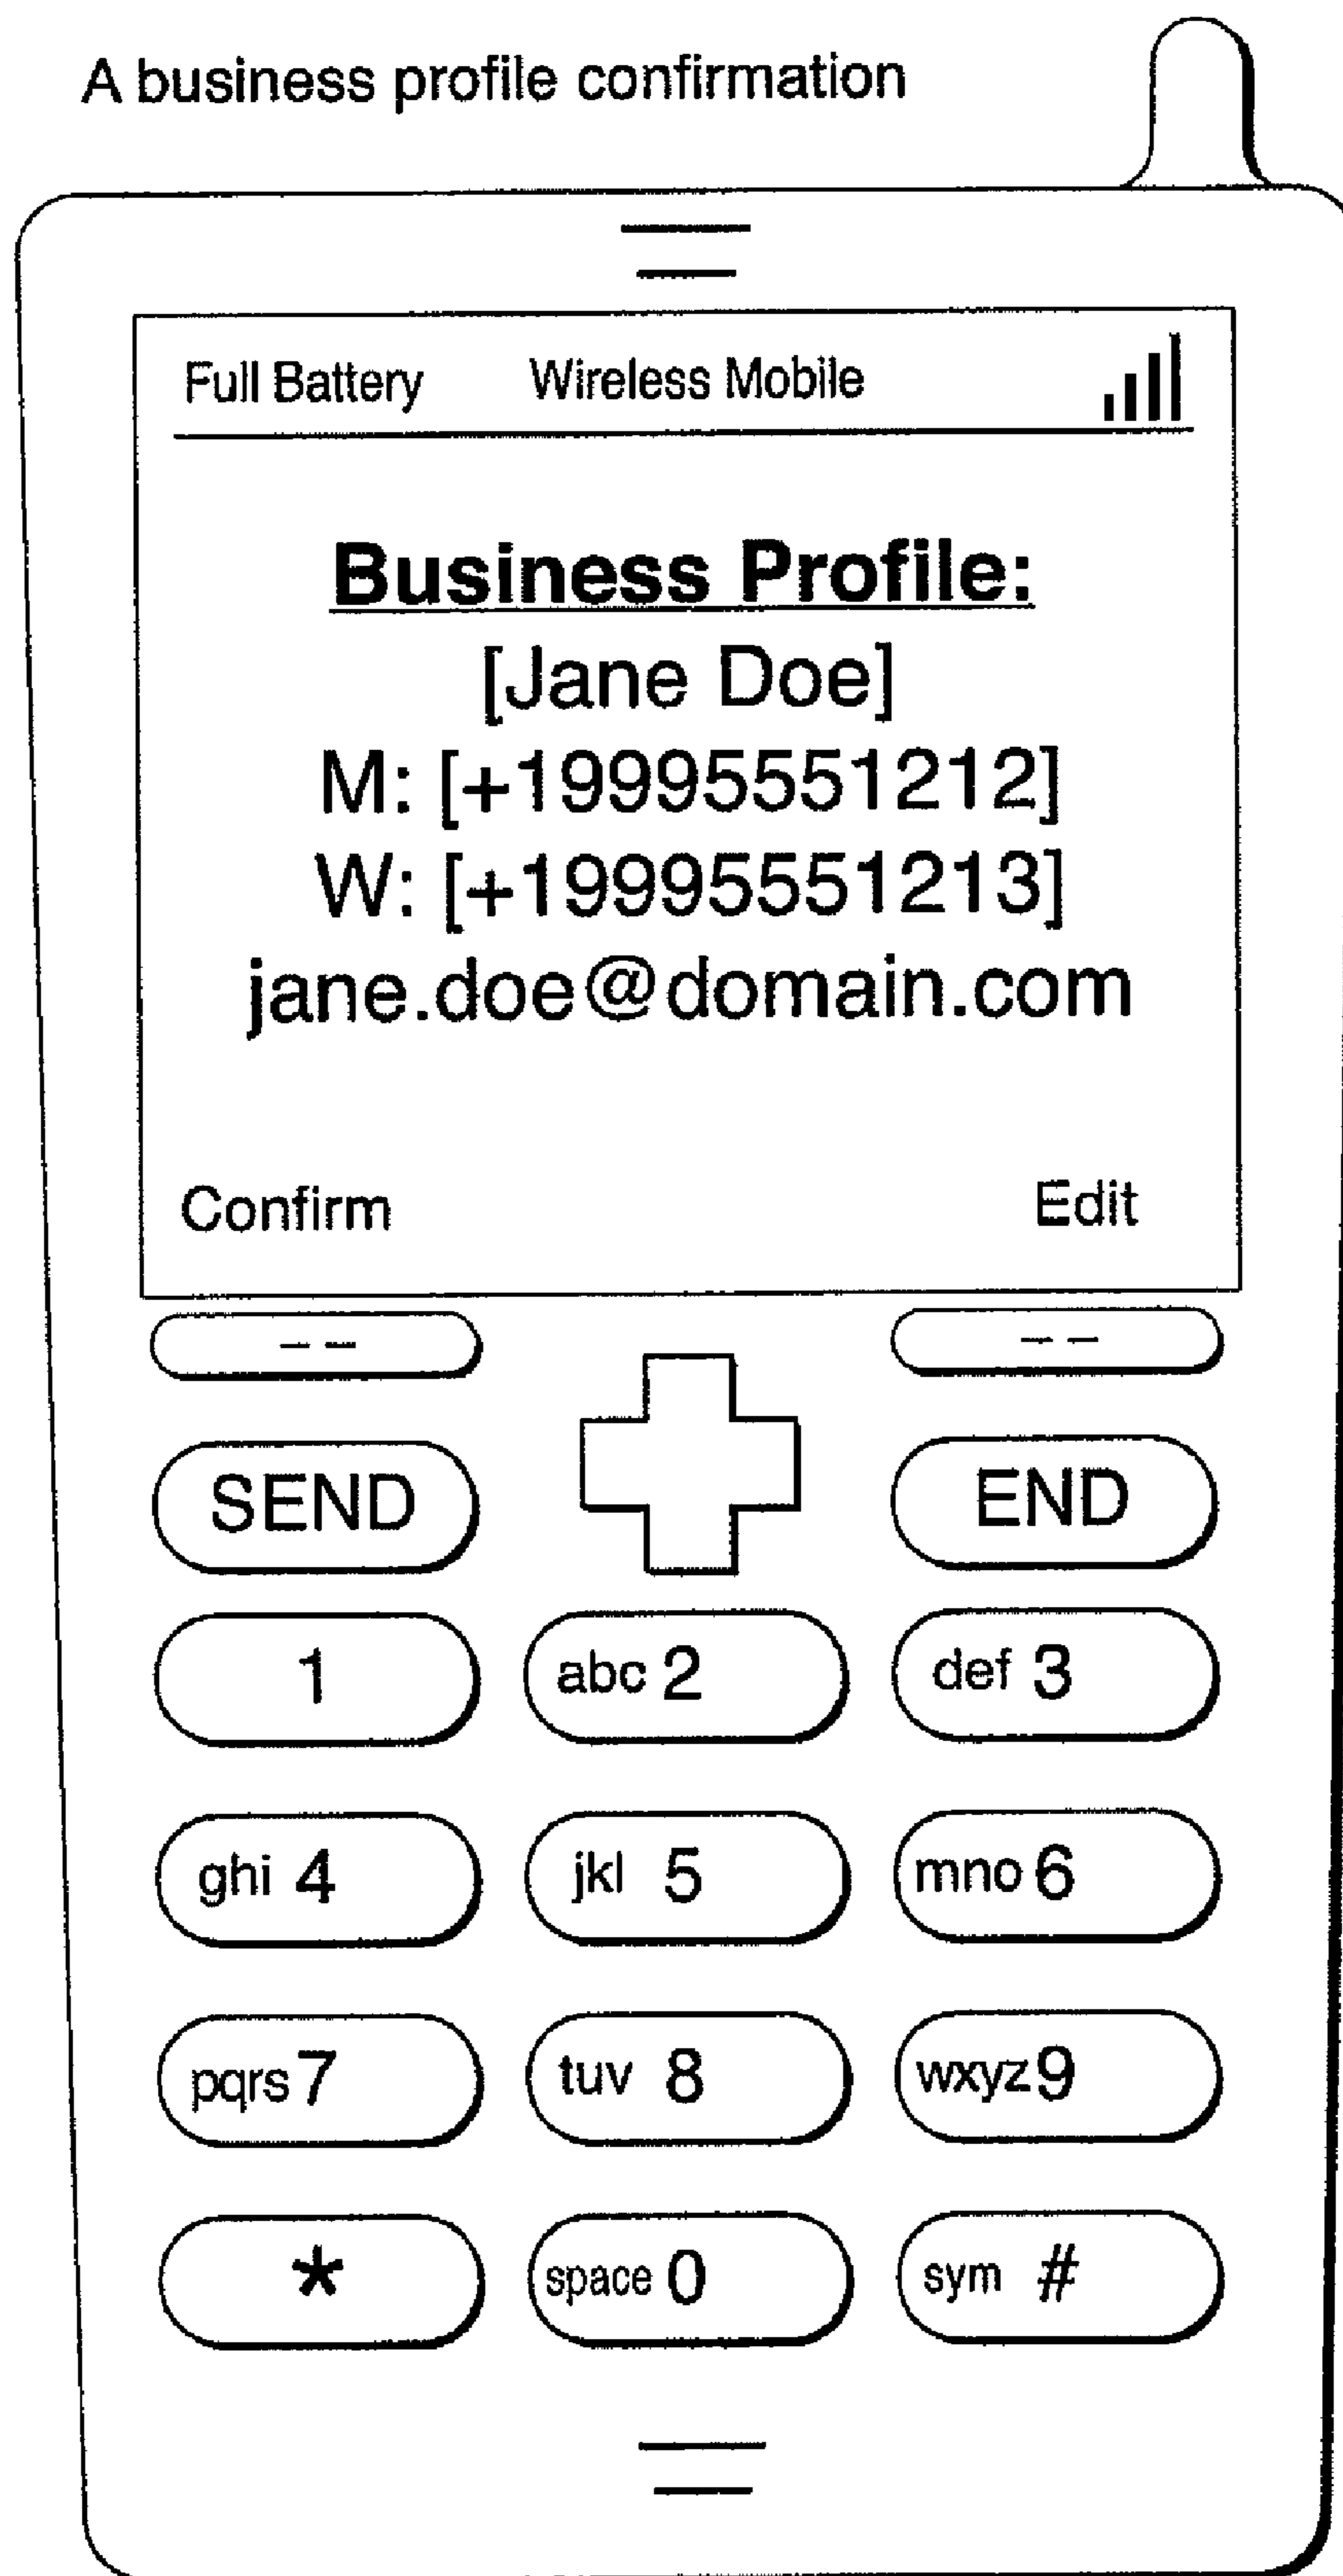 A business profile confirmation
Full Battery Wireless Mobile
Business Profile:
[Jane Doe]
M: [+19995551212]
W: [+19995551213]
jane.doe@domain.com
Confirm Edit
-- --
SEND END
1 abc 2 def 3
ghi 4 jkl 5 mno 6
pqrs 7 tuv 8 wxyz 9
* space 0 sym #